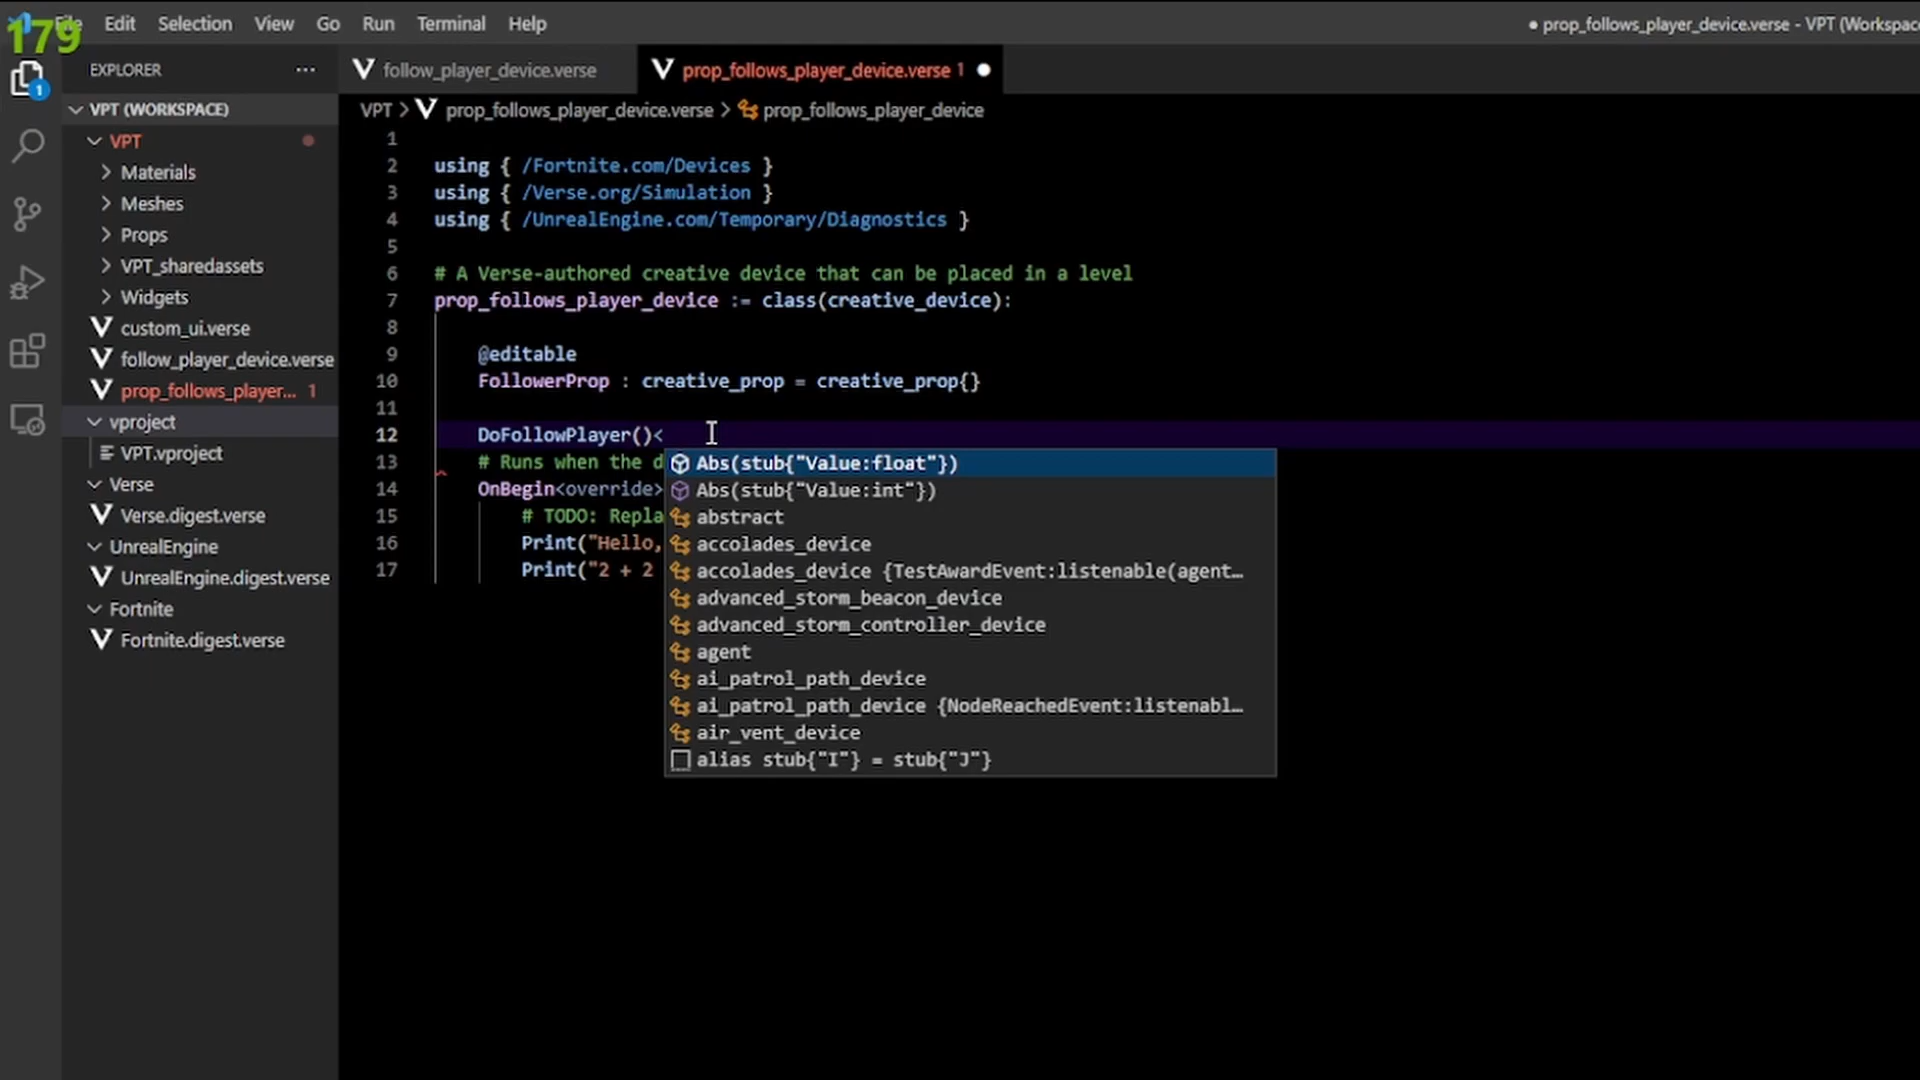 179
File Edit Selection View Go Run Terminal Help
● prop_follows_player_device.verse - VPT (Workspace
1
EXPLORER ...
follow_player_device.verse
prop_follows_player_device.verse 1 ●
VPT > prop_follows_player_device.verse > prop_follows_player_device
VPT (WORKSPACE)
VPT
Materials
Meshes
Props
VPT_sharedassets
Widgets
custom_ui.verse
follow_player_device.verse
prop_follows_player... 1
vproject
VPT.vproject
Verse
Verse.digest.verse
UnrealEngine
UnrealEngine.digest.verse
Fortnite
Fortnite.digest.verse
1
2 using { /Fortnite.com/Devices }
3 using { /Verse.org/Simulation }
4 using { /UnrealEngine.com/Temporary/Diagnostics }
5
6 # A Verse-authored creative device that can be placed in a level
7 prop_follows_player_device := class(creative_device):
8
9 @editable
10 FollowerProp : creative_prop = creative_prop{}
11
12 DoFollowPlayer()<
13 # Runs when the d
14 OnBegin<override>
15 # TODO: Repla
16 Print("Hello,
17 Print("2 + 2
Abs(stub{"Value:float"})
Abs(stub{"Value:int"})
abstract
accolades_device
accolades_device {TestAwardEvent:listenable(agent…
advanced_storm_beacon_device
advanced_storm_controller_device
agent
ai_patrol_path_device
ai_patrol_path_device {NodeReachedEvent:listenabl…
air_vent_device
alias stub{"I"} = stub{"J"}